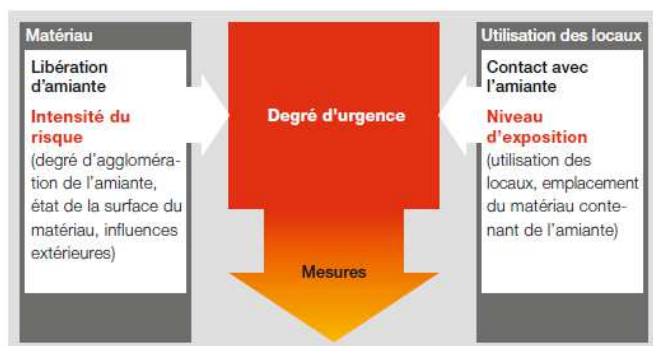 Matériau
Libération
d'amiante
Intensité du
risque
(degré d'aggloméra-
tion de l'amiante,
état de la surface du
matériau, influences
extérieures)
Degré d'urgence
Mesures
Utilisation des locaux
Contact avec
l'amiante
Niveau
d'exposition
(utilisation des
locaux, emplacement
du matériau conte-
nant de l'amiante)